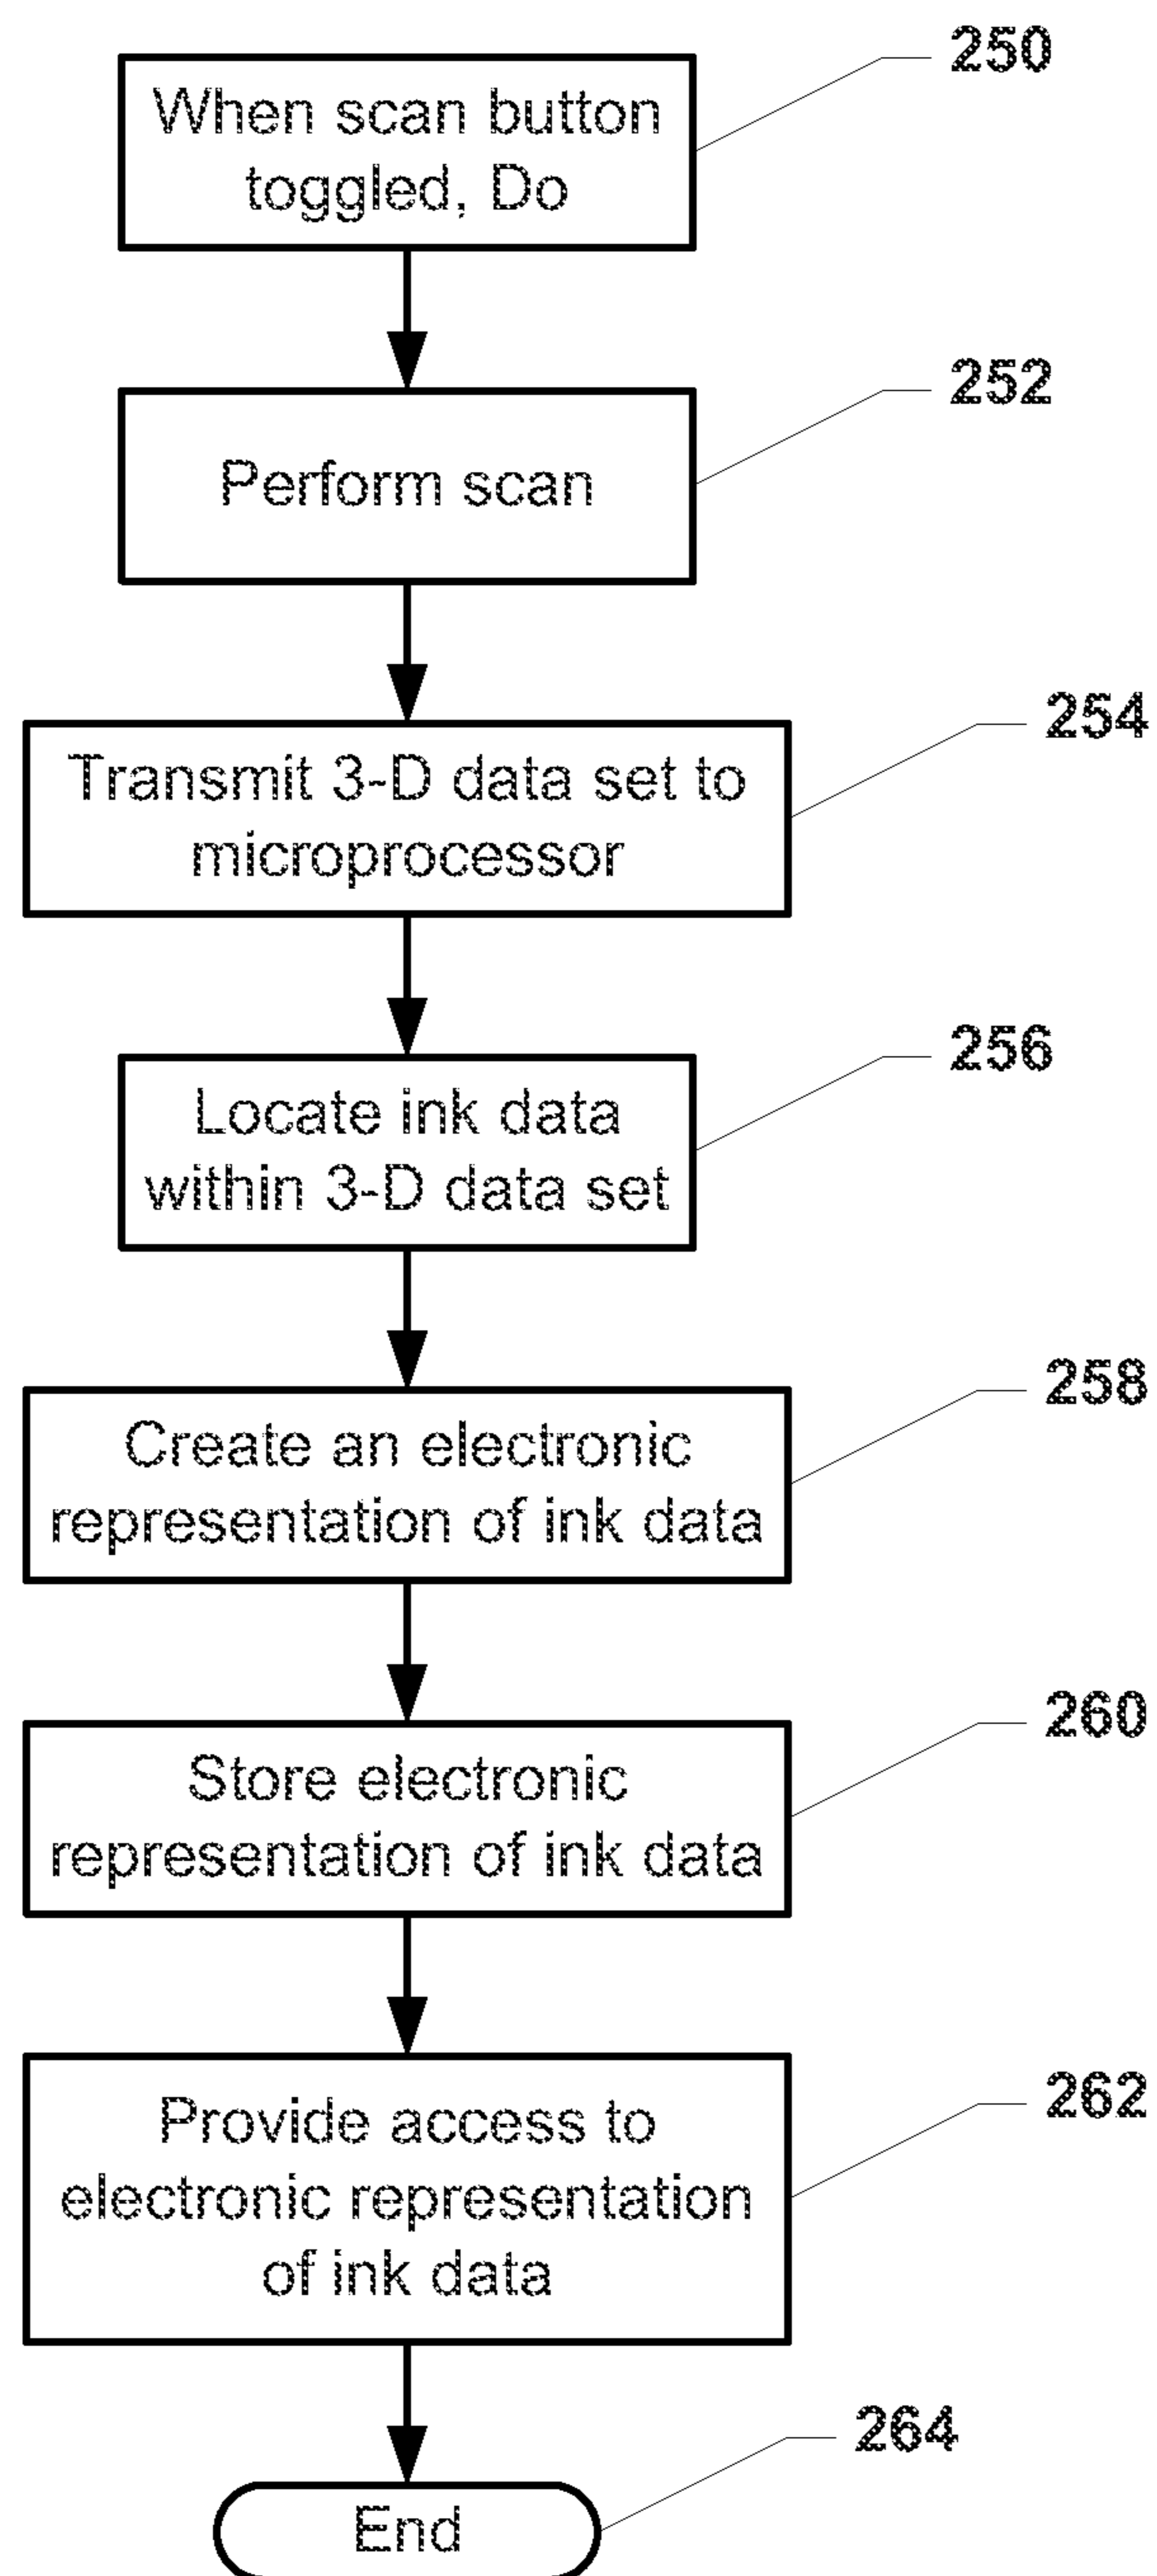 250
When scan button
toggled, Do
252
Perform scan
254
Transmit 3-D data set to
microprocessor
256
Locate ink data
within 3-D data set
258
Create an electronic
representation of ink data
260
Store electronic
representation of ink data
262
Provide access to
electronic representation
of ink data
264
End